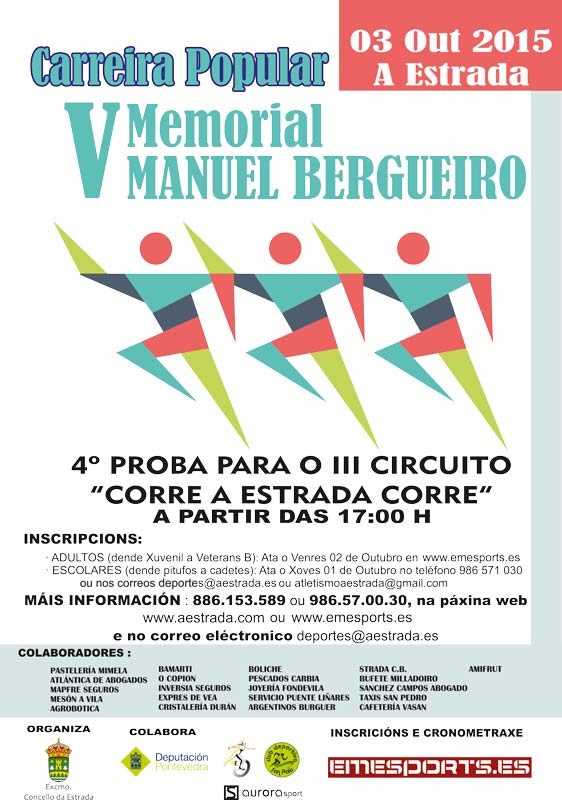 03 Out 2015
A Estrada
Carreira Popular
V Memorial
MANUEL BERGUEIRO
4º PROBA PARA O III CIRCUITO
“CORRE A ESTRADA CORRE“
A PARTIR DAS 17:00 H
INSCRIPCIONS:
· ADULTOS (dende Xuvenil a Veterans B): Ata o Venres 02 de Outubro en www.emesports.es
· ESCOLARES (dende pitufos a cadetes): Ata o Xoves 01 de Outubro no teléfono 986 571 030
ou nos correos deportes@aestrada.es ou atletismoaestrada@gmail.com
MÁIS INFORMACIÓN : 886.153.589 ou 986.57.00.30, na páxina web
www.aestrada.com ou www.emesports.es
e no correo eléctronico deportes@aestrada.es
COLABORADORES :
PASTELERÍA MIMELA
ATLÁNTICA DE ABOGADOS
MAPFRE SEGUROS
MESÓN A VILA
AGROBOTICA
BAMARTI
O COPION
INVERSIA SEGUROS
EXPRES DE VEA
CRISTALERÍA DURÁN
BOLICHE
PESCADOS CARBIA
JOYERÍA FONDEVILA
SERVICIO PUENTE LIÑARES
ARGENTINOS BURGUER
STRADA C.B.
BUFETE MILLADOIRO
SANCHEZ CAMPOS ABOGADO
TAXIS SAN PEDRO
CAFETERÍA VASAN
AMIFRUT
ORGANIZA
Excmo.
Concello da Estrada
COLABORA
Deputación
Pontevedra
club deportivo
San Paio
S aurorasport
INSCRICIÓNS E CRONOMETRAXE
EMESPORTS.ES